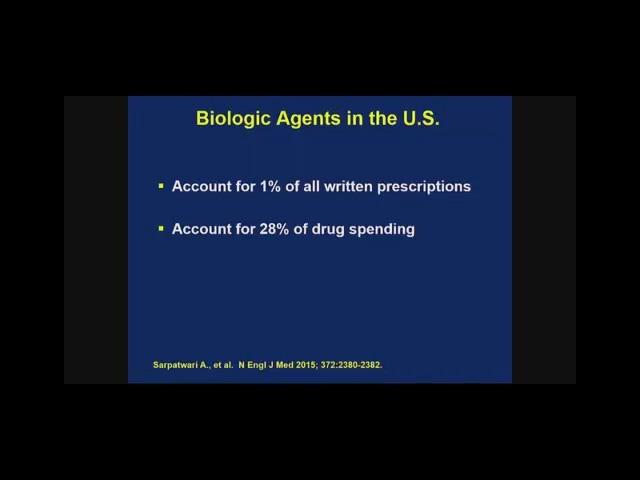 Biologic Agents in the U.S.
▪ Account for 1% of all written prescriptions
▪ Account for 28% of drug spending
Sarpatwari A., et al. N Engl J Med 2015; 372:2380-2382.